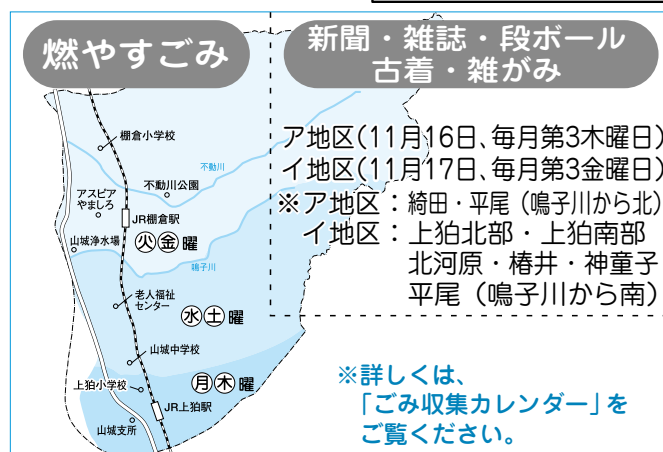 燃やすごみ
新聞・雑誌・段ボール
古着・雑がみ
ア地区(11月16日、毎月第3木曜日)
イ地区(11月17日、毎月第3金曜日)
※ア地区：綺田・平尾（鳴子川から北）
イ地区：上狛北部・上狛南部
北河原・椿井・神童子
平尾（鳴子川から南）
棚倉小学校
不動川
不動川公園
アスピア
やましろ
JR棚倉駅
山城浄水場
火金曜
鳴子川
老人福祉
センター
水土曜
山城中学校
月木曜
上狛小学校
JR上狛駅
山城支所
※詳しくは、
「ごみ収集カレンダー」を
ご覧ください。